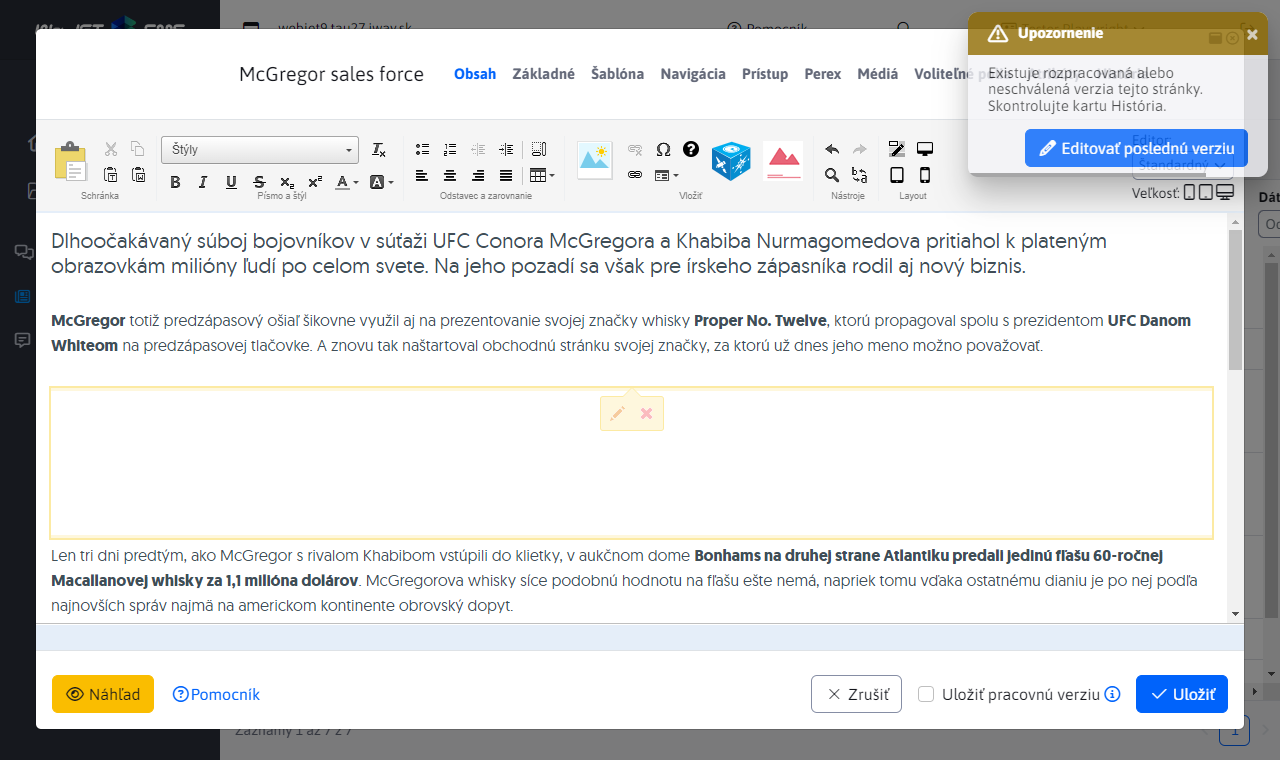 webjet9.tau27.iway.sk
Pomocník
McGregor sales force
Obsah
Základné
Šablóna
Navigácia
Prístup
Perex
Médiá
Voliteľné
Upozornenie
Existuje rozpracovaná alebo
neschválená verzia tejto stránky.
Skontrolujte kartu História.
Editovať poslednú verziu
Editor:
Štandardný
Veľkosť:
Štýly
Schránka
Písmo a štýl
Odstavec a zarovnanie
Vložiť
Nástroje
Layout
Dlhoočakávaný súboj bojovníkov v súťaži UFC Conora McGregora a Khabiba Nurmagomedova pritiahol k plateným
obrazovkám milióny ľudí po celom svete. Na jeho pozadí sa však pre írskeho zápasníka rodil aj nový biznis.
McGregor totiž predzápasový ošiaľ šikovne využil aj na prezentovanie svojej značky whisky Proper No. Twelve, ktorú propagoval spolu s prezidentom UFC Danom
Whiteom na predzápasovej tlačovke. A znovu tak naštartoval obchodnú stránku svojej značky, za ktorú už dnes jeho meno možno považovať.
Len tri dni predtým, ako McGregor s rivalom Khabibom vstúpili do klietky, v aukčnom dome Bonhams na druhej strane Atlantiku predali jedinú fľašu 60-ročnej
Macallanovej whisky za 1,1 milióna dolárov. McGregorova whisky síce podobnú hodnotu na fľašu ešte nemá, napriek tomu vďaka ostatnému dianiu je po nej podľa
najnovších správ najmä na americkom kontinente obrovský dopyt.
Náhľad
Pomocník
Zrušiť
Uložiť pracovnú verziu
Uložiť
Záznamy 1 až 7 z 7
1